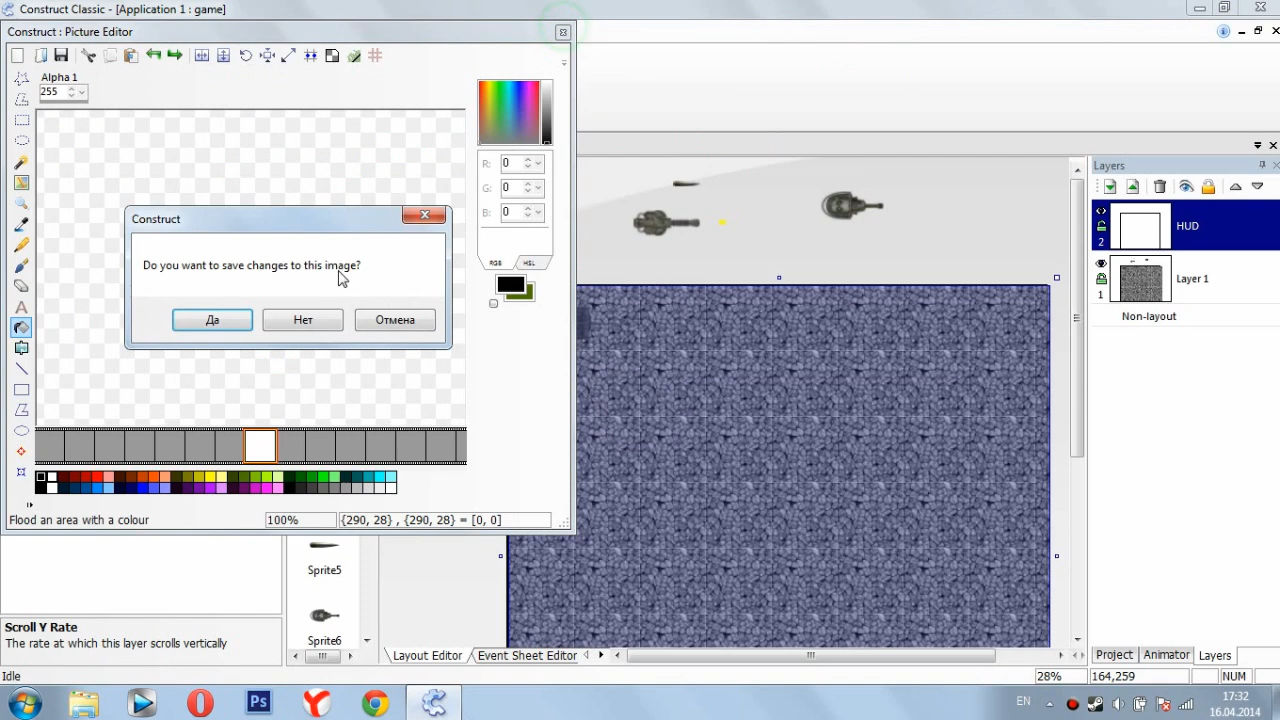 Construct Classic - [Application 1 : game]
Construct : Picture Editor
Alpha 1
255
R: 0
G: 0
B: 0
RGB HSL
Construct
Do you want to save changes to this image?
Да Нет Отмена
Flood an area with a colour 100% {290, 28} , {290, 28} = [0, 0]
Layers
HUD
2
Layer 1
1
Non-layout
Sprite5
Sprite6
Scroll Y Rate
The rate at which this layer scrolls vertically
Layout Editor Event Sheet Editor
Project Animator Layers
Idle 28% 164,259 NUM
Ps
EN
17:32
16.04.2014